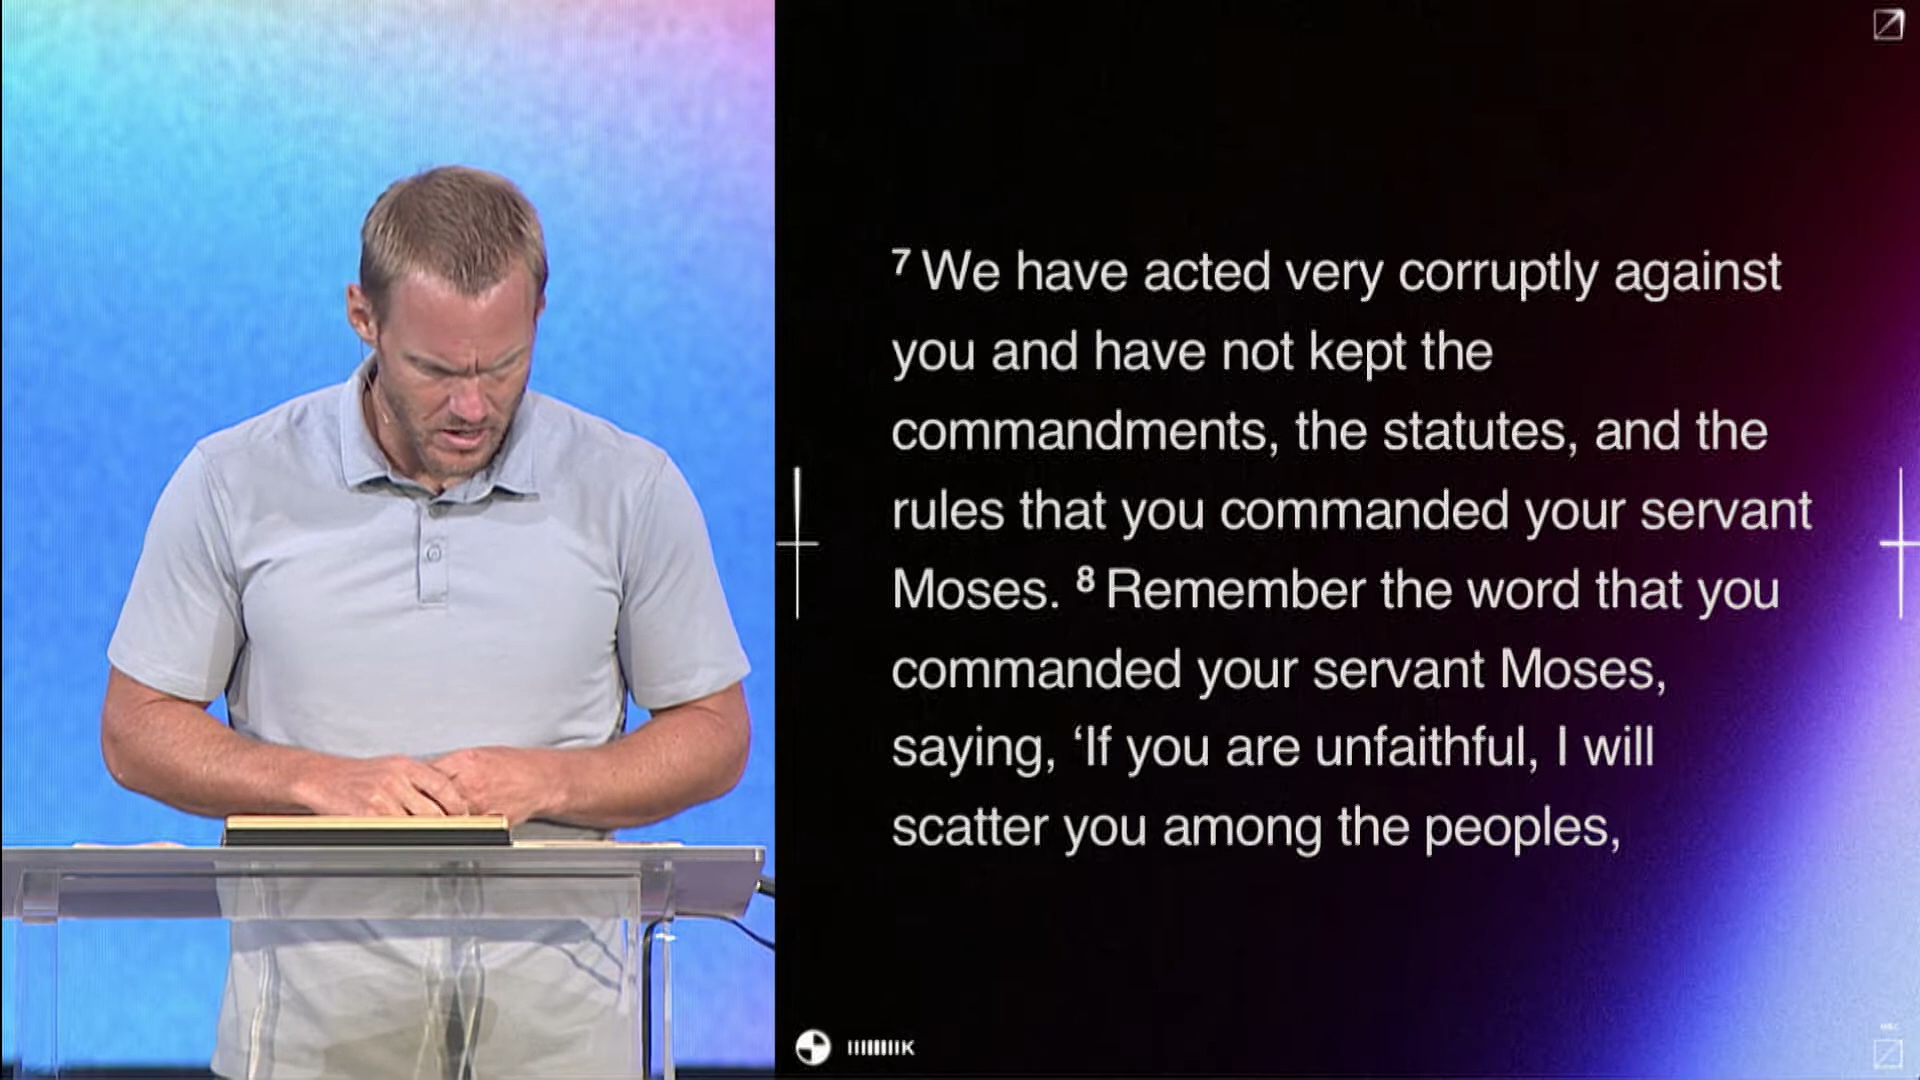 7 We have acted very corruptly against
you and have not kept the
commandments, the statutes, and the
rules that you commanded your servant
Moses. 8 Remember the word that you
commanded your servant Moses,
saying, ‘If you are unfaithful, I will
scatter you among the peoples,